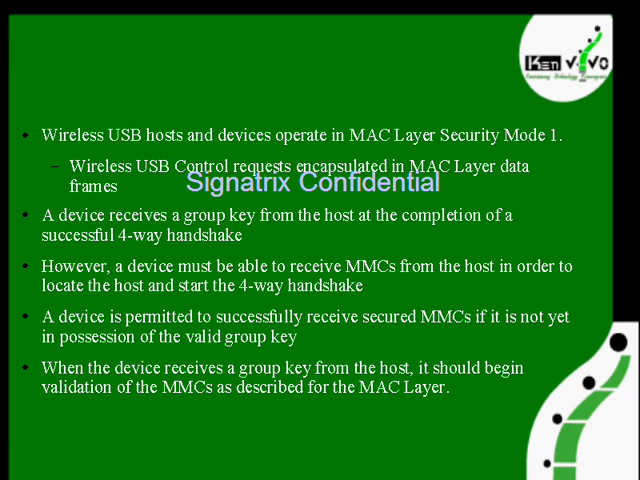 Ken
VIVO
Wireless USB hosts and devices operate in MAC Layer Security Mode 1.
– Wireless USB Control requests encapsulated in MAC Layer data
frames
Signatrix Confidential
• A device receives a group key from the host at the completion of a
successful 4-way handshake
• However, a device must be able to receive MMCs from the host in order to
locate the host and start the 4-way handshake
• A device is permitted to successfully receive secured MMCs if it is not yet
in possession of the valid group key
• When the device receives a group key from the host, it should begin
validation of the MMCs as described for the MAC Layer.